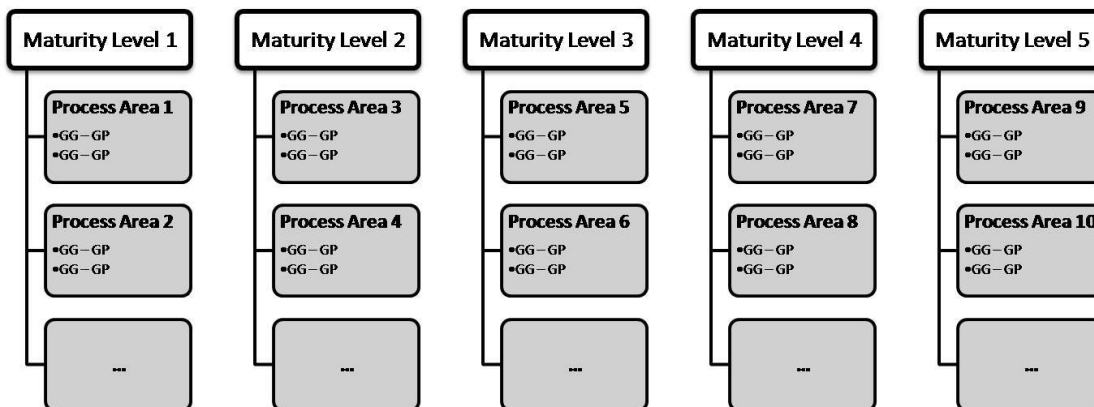 Maturity Level 1
Process Area 1
•GG – GP
•GG – GP
Process Area 2
•GG – GP
•GG – GP
...
Maturity Level 2
Process Area 3
•GG – GP
•GG – GP
Process Area 4
•GG – GP
•GG – GP
...
Maturity Level 3
Process Area 5
•GG – GP
•GG – GP
Process Area 6
•GG – GP
•GG – GP
...
Maturity Level 4
Process Area 7
•GG – GP
•GG – GP
Process Area 8
•GG – GP
•GG – GP
...
Maturity Level 5
Process Area 9
•GG – GP
•GG – GP
Process Area 10
•GG – GP
•GG – GP
...